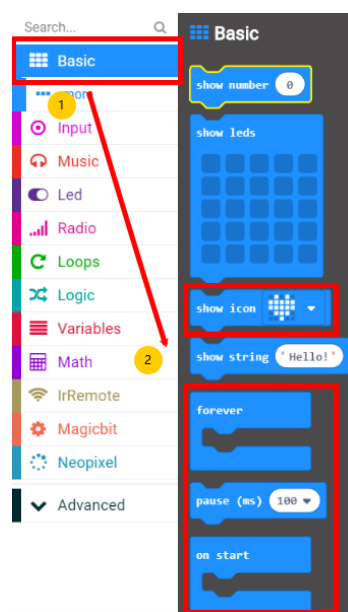 Search...
Basic
more
1
Input
Music
Led
Radio
Loops
Logic
Variables
Math
2
IrRemote
Magicbit
Neopixel
Advanced
Basic
show number 0
show leds
show icon
show string "Hello!"
forever
pause (ms) 100
on start